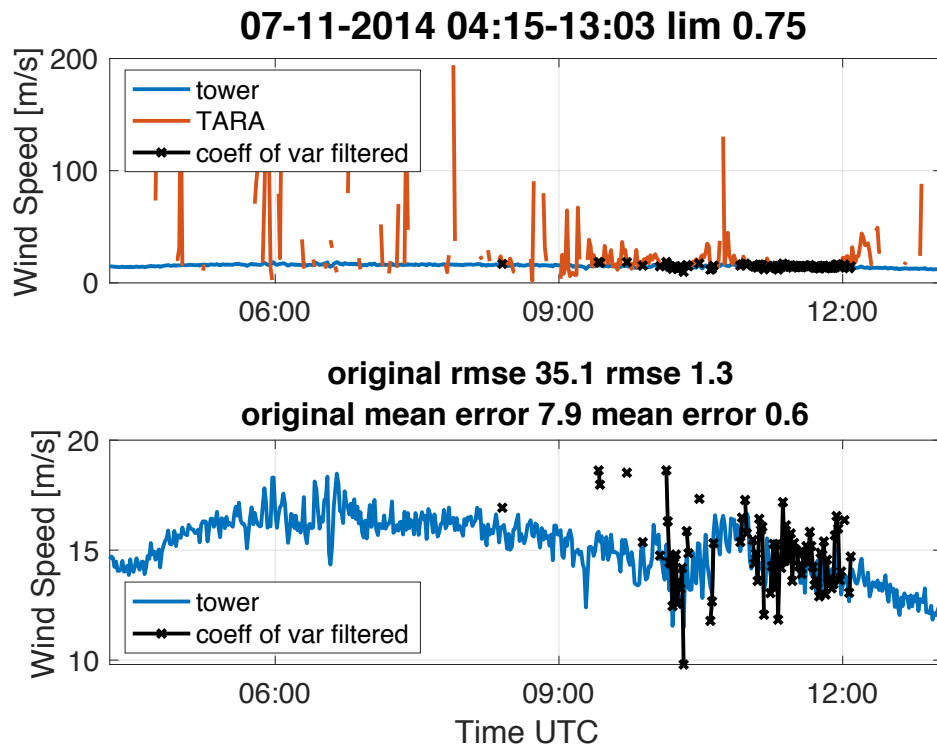 07-11-2014 04:15-13:03 lim 0.75
Wind Speed [m/s]
200
100
0
tower
TARA
coeff of var filtered
06:00
09:00
12:00
original rmse 35.1 rmse 1.3
original mean error 7.9 mean error 0.6
Wind Speed [m/s]
20
15
10
tower
coeff of var filtered
06:00
09:00
12:00
Time UTC